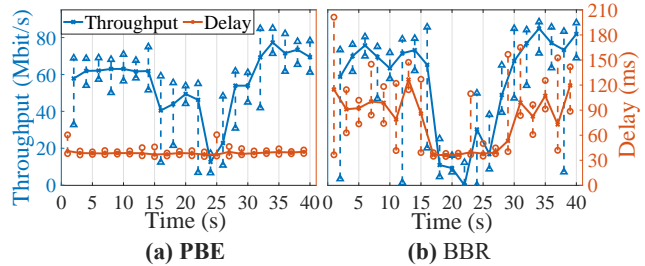 Throughput Delay
Throughput (Mbit/s)
80
60
40
20
0
0 5 10 15 20 25 30 35 40
Time (s)
(a) PBE
0 5 10 15 20 25 30 35 40
Time (s)
(b) BBR
210
180
150
120
90
60
30
0
Delay (ms)